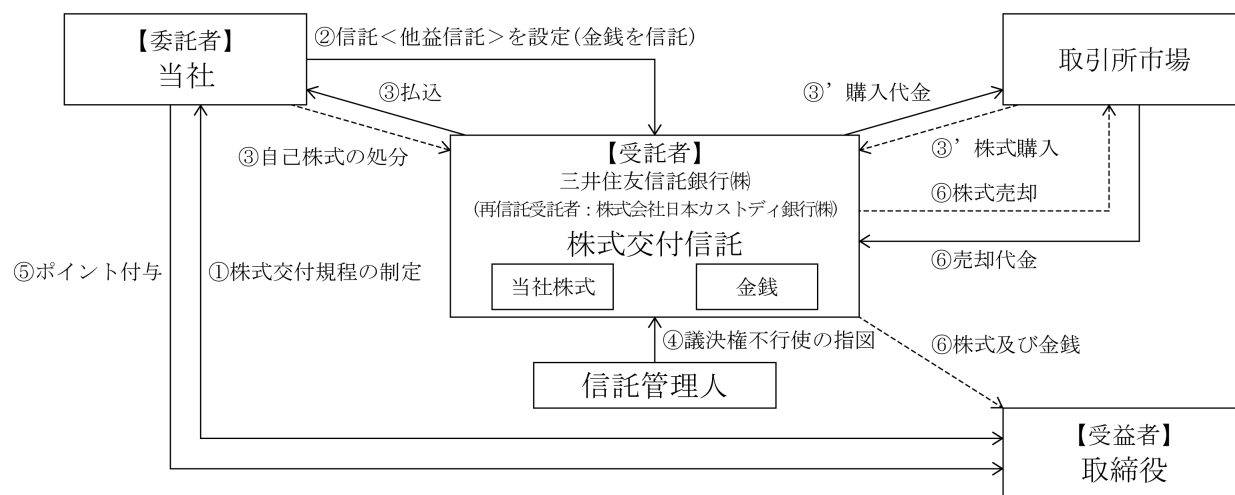 【委託者】
当社
②信託＜他益信託＞を設定(金銭を信託)
取引所市場
③払込
③’購入代金
③自己株式の処分
【受託者】
三井住友信託銀行㈱
(再信託受託者：株式会社日本カストディ銀行㈱)
株式交付信託
当社株式
金銭
③’株式購入
⑥株式売却
⑥売却代金
⑤ポイント付与
①株式交付規程の制定
④議決権不行使の指図
⑥株式及び金銭
信託管理人
【受益者】
取締役